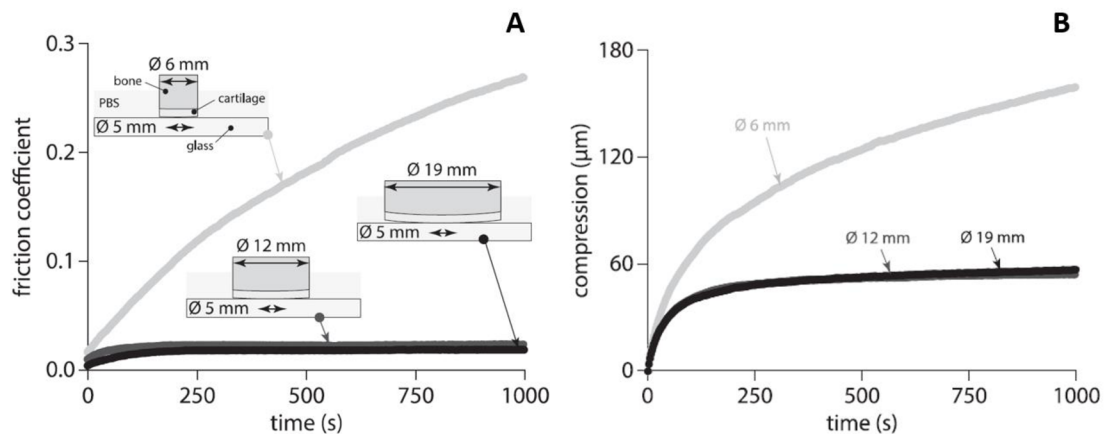 A
0.3
0.2
0.1
0.0
friction coefficient
0
250
500
750
1000
time (s)
Ø 6 mm
bone
PBS
cartilage
Ø 5 mm
glass
Ø 19 mm
Ø 5 mm
Ø 12 mm
Ø 5 mm
B
180
120
60
0
compression (µm)
0
250
500
750
1000
time (s)
Ø 6 mm
Ø 12 mm
Ø 19 mm